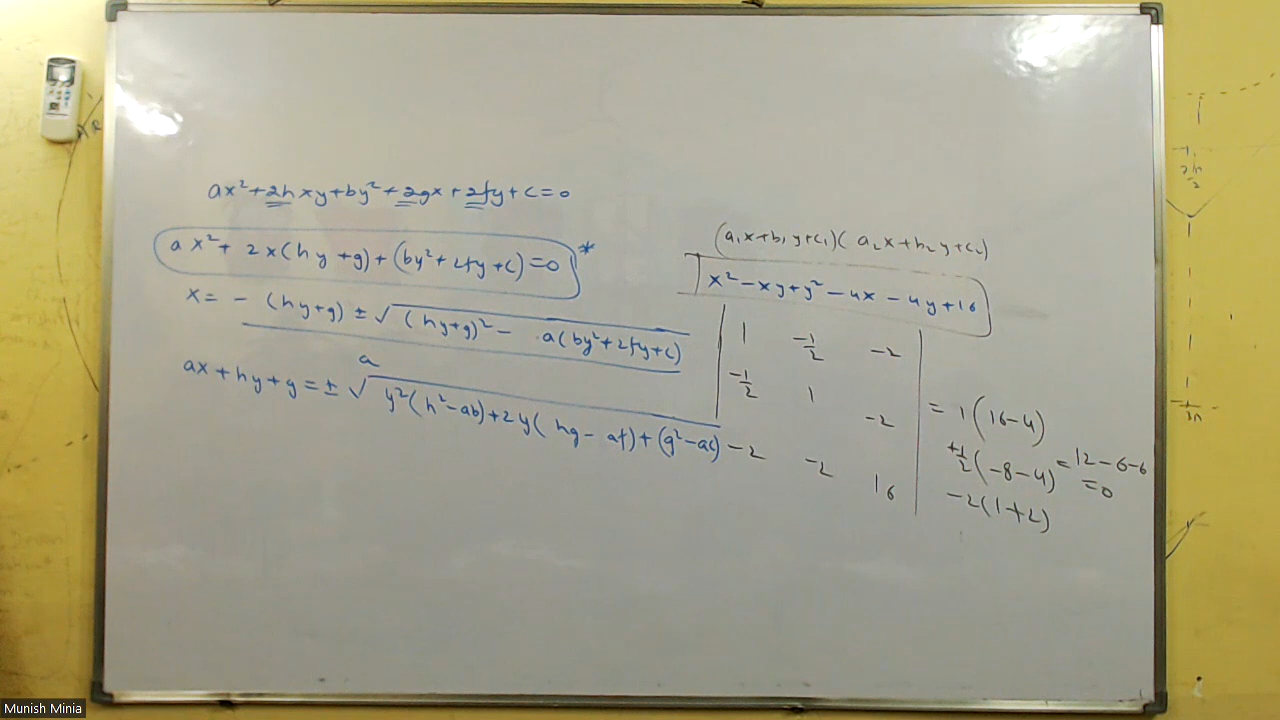 ax²+2hxy+by²+2gx+2fy+c=0
ax²+2x(hy+g)+(by²+2fy+c)=0 *
x= -(hy+g) ± √(hy+g)² - a(by²+2fy+c)
a
ax+hy+g=± √y²(h²-ab)+2y(hg-af)+(g²-ac)
(a₁x+b₁y+c₁)(a₂x+b₂y+c₂)
x²-xy+y²-4x-4y+16
1 -1/2 -2
-1/2 1 -2
-2 -2 16
= 1(16-4)
+1/2(-8-4) =12-6-6
-2(1+2) =0
Munish Minia